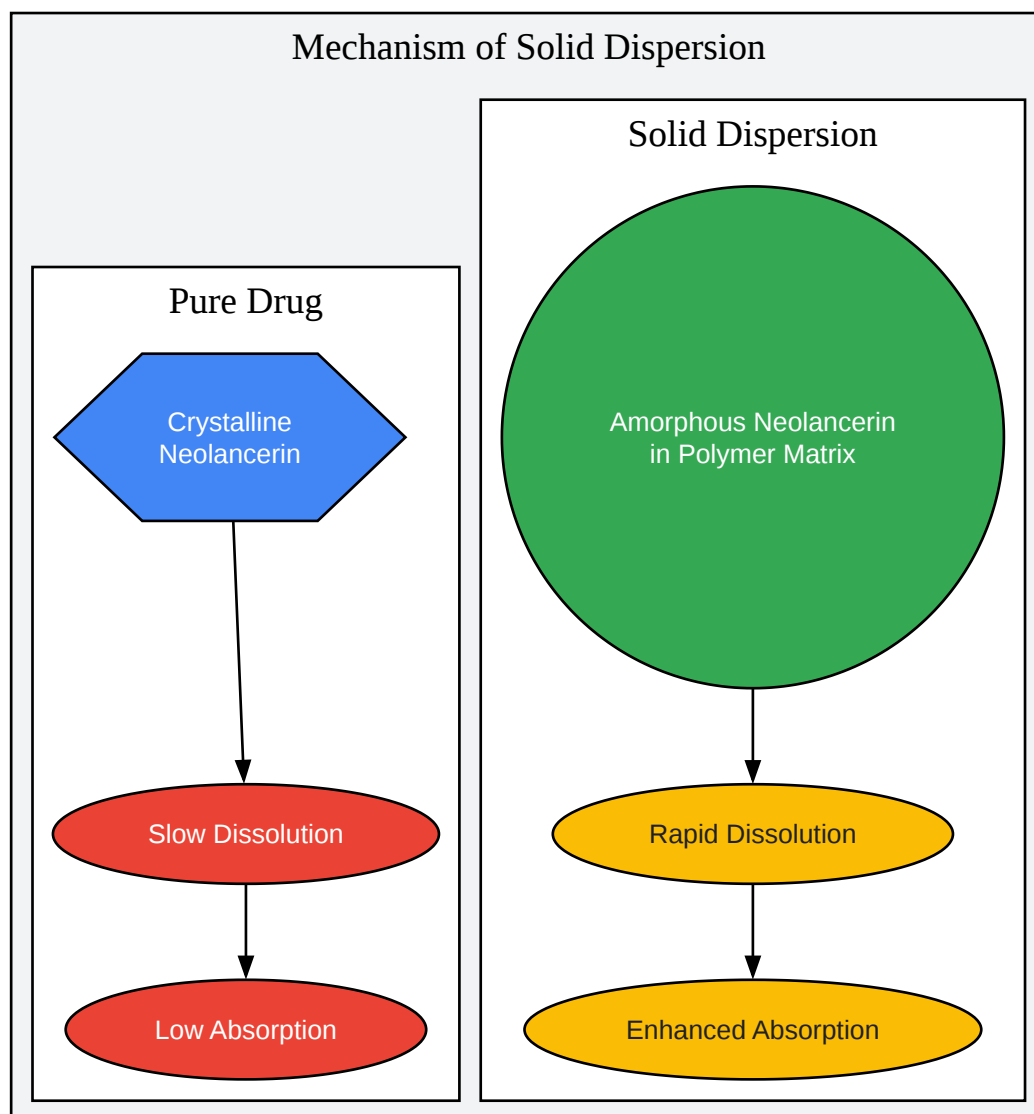 Mechanism of Solid Dispersion
Pure Drug
Crystalline
Neolancerin
Slow Dissolution
Low Absorption
Solid Dispersion
Amorphous Neolancerin
in Polymer Matrix
Rapid Dissolution
Enhanced Absorption